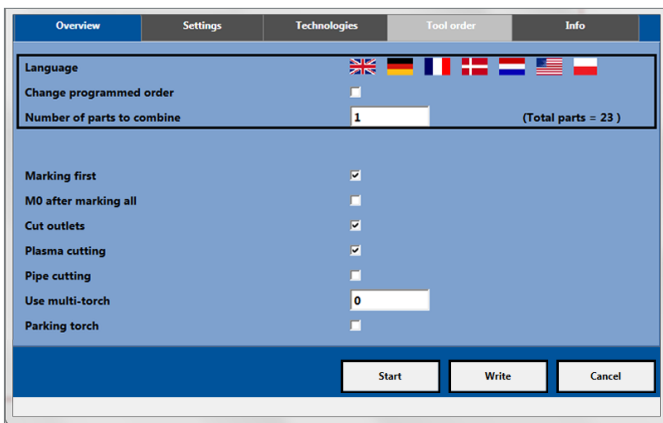 Overview Settings Technologies Tool order Info
Language
Change programmed order
Number of parts to combine 1 (Total parts = 23 )
Marking first
M0 after marking all
Cut outlets
Plasma cutting
Pipe cutting
Use multi-torch 0
Parking torch
Start Write Cancel